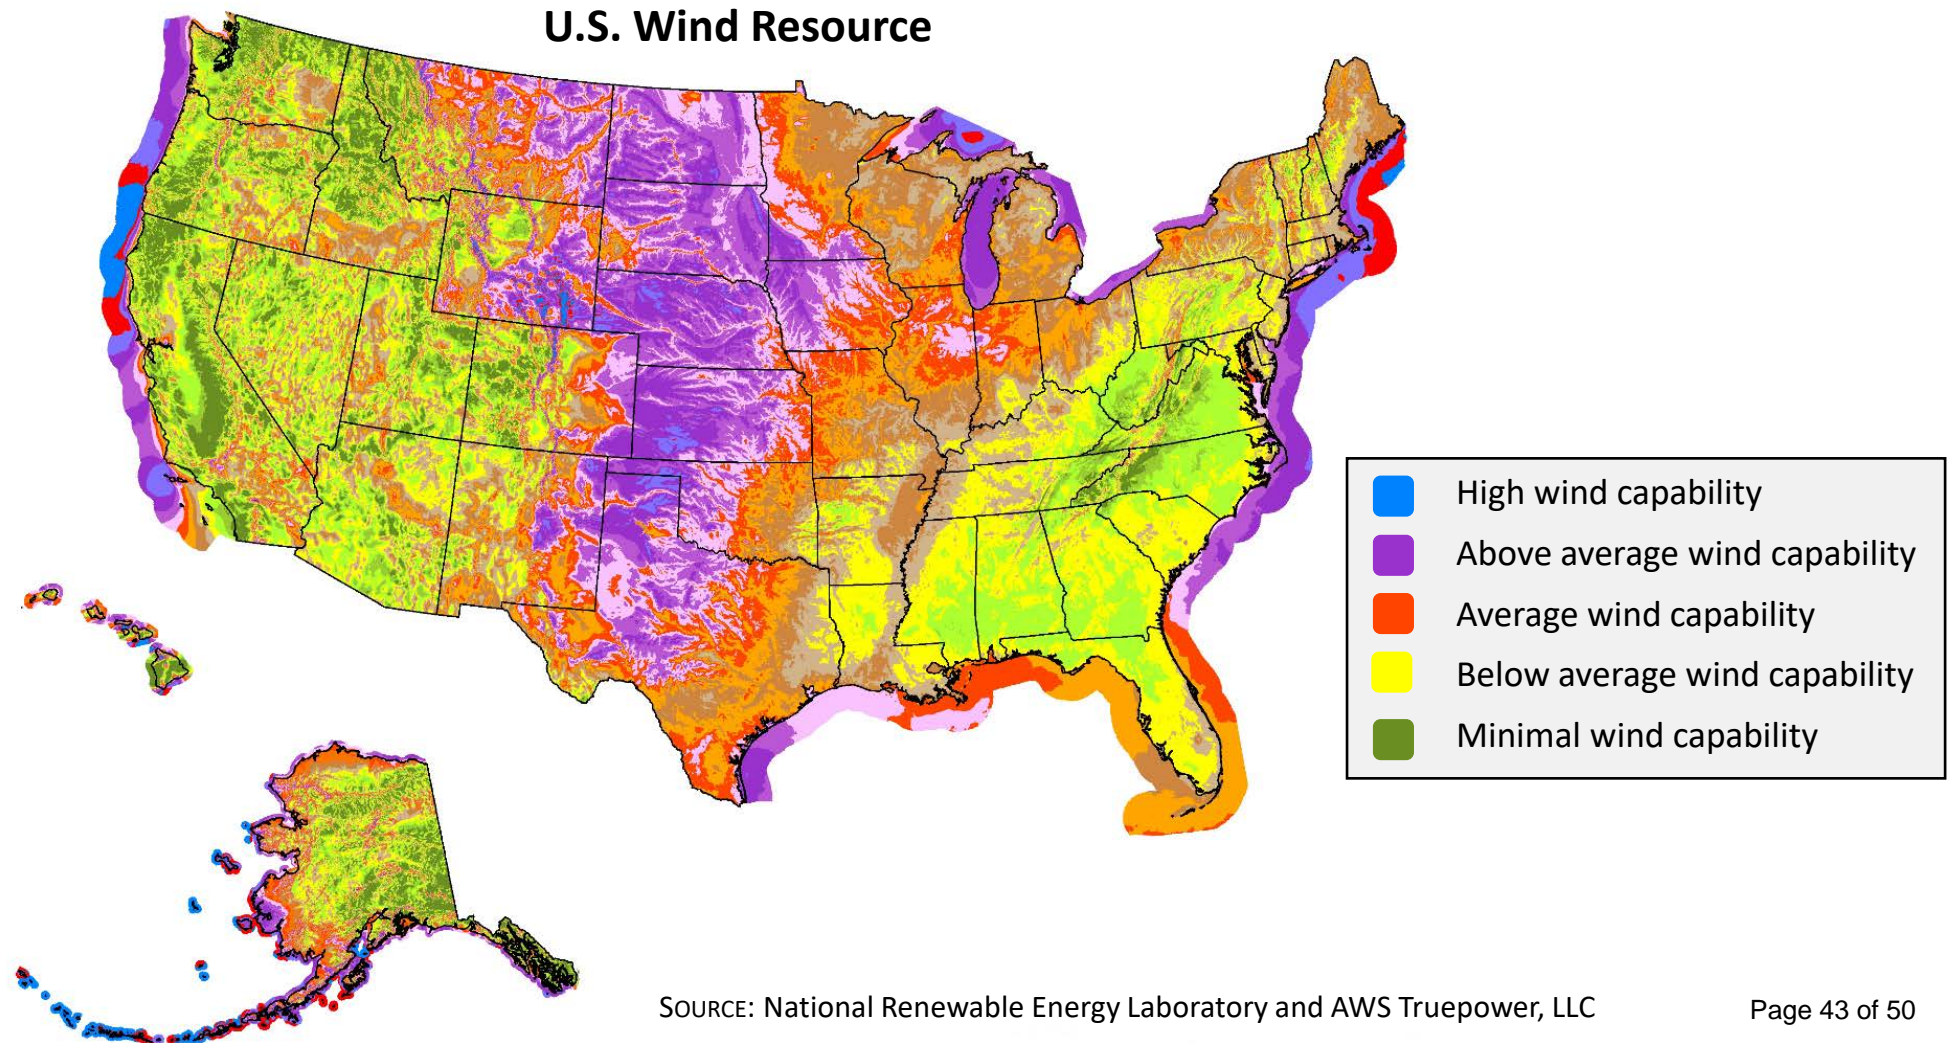 U.S. Wind Resource
High wind capability
Above average wind capability
Average wind capability
Below average wind capability
Minimal wind capability
SOURCE: National Renewable Energy Laboratory and AWS Truepower, LLC
Page 43 of 50